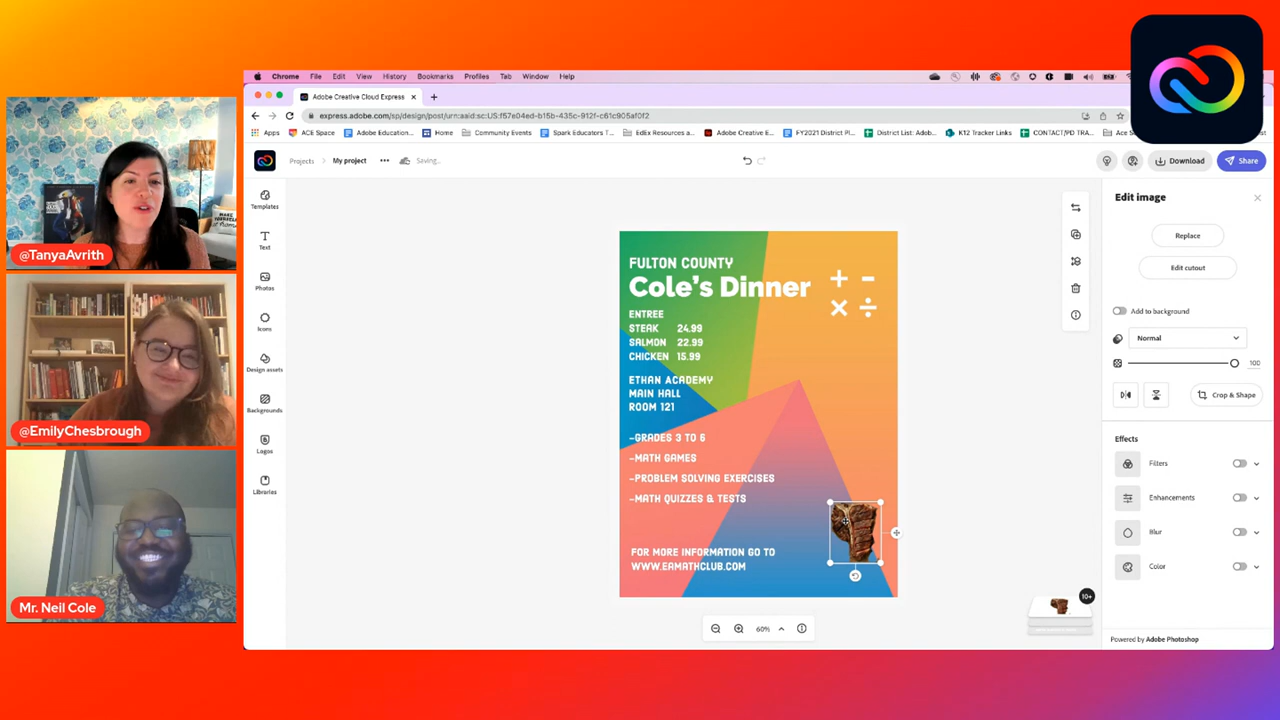 Chrome File Edit View History Bookmarks Profiles Tab Window Help
Adobe Creative Cloud Express
express.adobe.com/sp/design/post/urn:aaid:sc:US:f57e04ed-b15b-435c-912f-c61c905af0f2
Apps ACE Space Adobe Education... Home Community Events Spark Educators T... EdEx Resources a... Adobe Creative E... FY2021 District Pl... District List: Adob... K12 Tracker Links CONTACT/PD TRA...
Projects My project Saving... Download Share
Templates
Text
Photos
Icons
Design assets
Backgrounds
Logos
Libraries
FULTON COUNTY
Cole's Dinner
ENTREE
STEAK 24.99
SALMON 22.99
CHICKEN 15.99
ETHAN ACADEMY
MAIN HALL
ROOM 121
-GRADES 3 TO 6
-MATH GAMES
-PROBLEM SOLVING EXERCISES
-MATH QUIZZES & TESTS
FOR MORE INFORMATION GO TO
WWW.EAMATHCLUB.COM
60%
10+
Edit image
Replace
Edit cutout
Add to background
Normal
100
Crop & Shape
Effects
Filters
Enhancements
Blur
Color
Powered by Adobe Photoshop
@TanyaAvrith
@EmilyChesbrough
Mr. Neil Cole